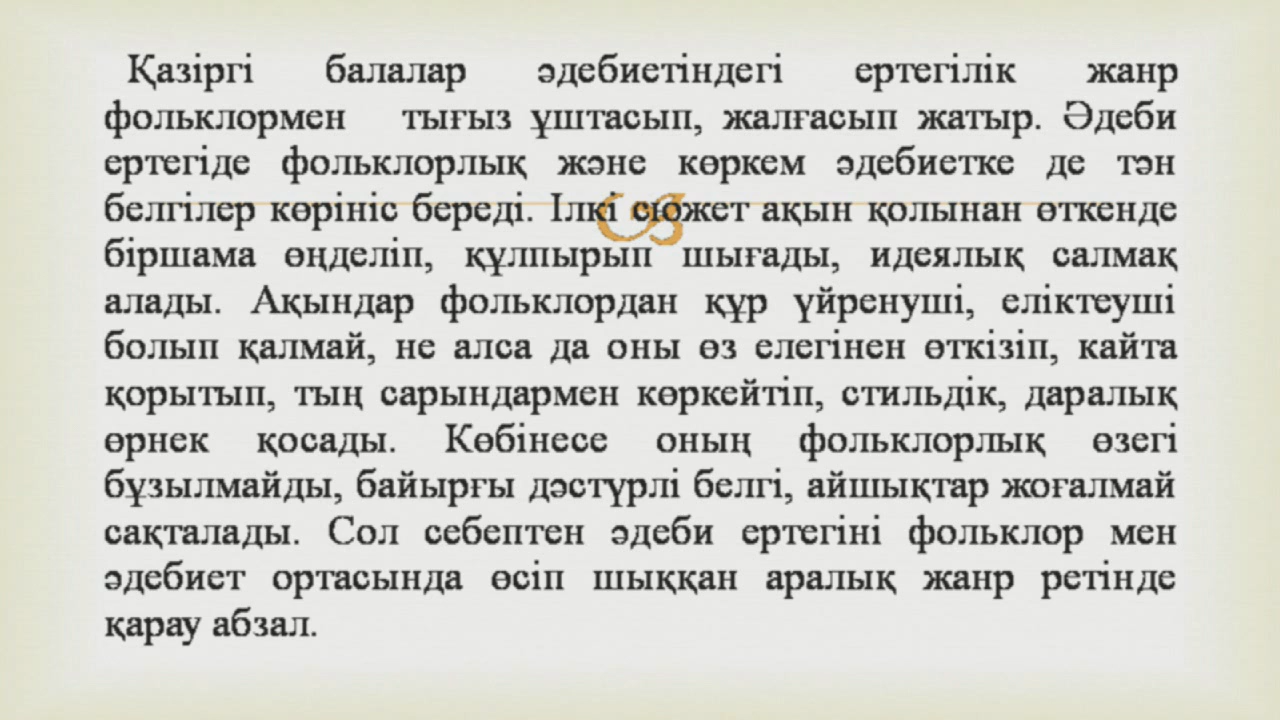 Қазіргі балалар әдебиетіндегі ертегілік жанр
фольклормен тығыз ұштасып, жалғасып жатыр. Әдеби
ертегіде фольклорлық және көркем әдебиетке де тән
белгілер көрініс береді. Ілкі сюжет ақын қолынан өткенде
біршама өңделіп, құлпырып шығады, идеялық салмақ
алады. Ақындар фольклордан құр үйренуші, еліктеуші
болып қалмай, не алса да оны өз елегінен өткізіп, кайта
қорытып, тың сарындармен көркейтіп, стильдік, даралық
өрнек қосады. Көбінесе оның фольклорлық өзегі
бұзылмайды, байырғы дәстүрлі белгі, айшықтар жоғалмай
сақталады. Сол себептен әдеби ертегіні фольклор мен
әдебиет ортасында өсіп шыққан аралық жанр ретінде
қарау абзал.